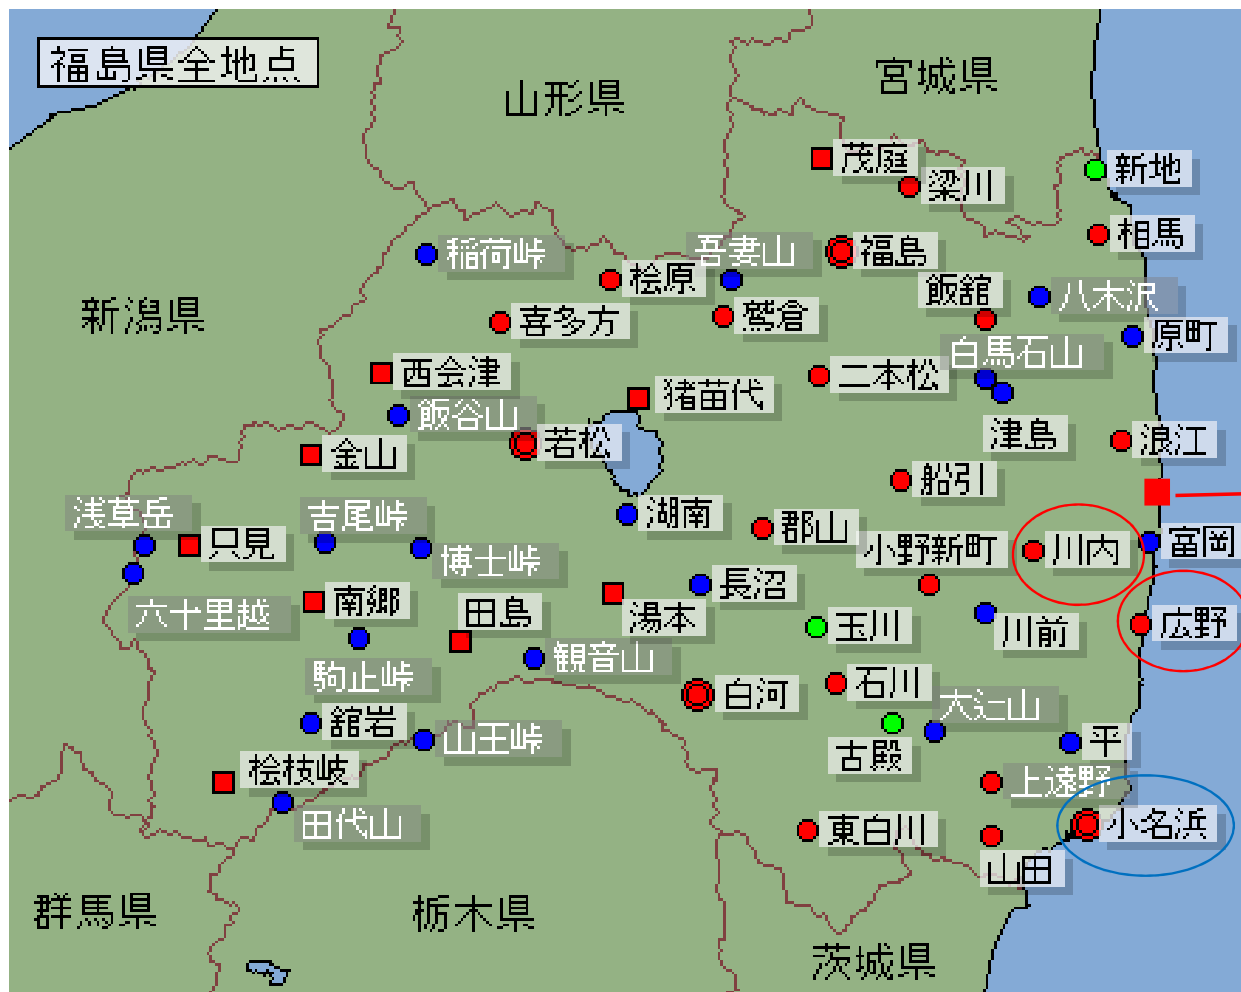 福島県全地点
宮城県
山形県
茂庭
新地
梁川
相馬
稲荷峠
吾妻山
福島
桧原
飯舘
八木沢
新潟県
喜多方
鷲倉
原町
白馬石山
西会津
二本松
猪苗代
飯谷山
若松
津島
浪江
金山
船引
浅草岳
吉尾峠
湖南
郡山
只見
小野新町
川内
富岡
博士峠
長沼
六十里越
南郷
田島
湯本
玉川
川前
広野
観音山
駒止峠
白河
石川
大辻山
舘岩
山王峠
古殿
平
桧枝岐
上遠野
田代山
東白川
小名浜
山田
群馬県
栃木県
茨城県